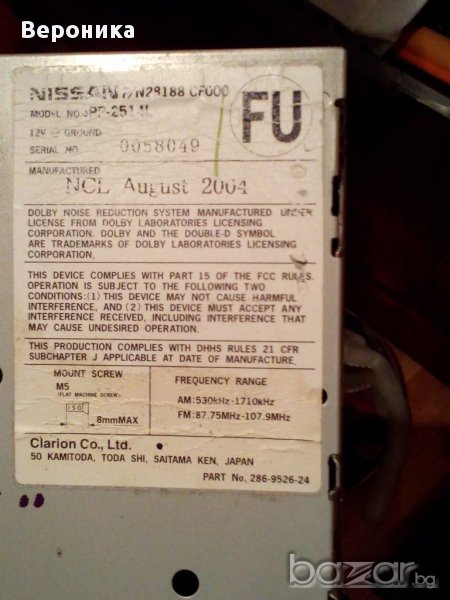 Вероника
NISSAN P/N28188 CF000
FU
MODEL NO.
12V ⊖ GROUND
SERIAL NO. 0058049
MANUFACTURED
NCL August 2004
DOLBY NOISE REDUCTION SYSTEM MANUFACTURED UNDER
LICENSE FROM DOLBY LABORATORIES LICENSING
CORPORATION. DOLBY AND THE DOUBLE-D SYMBOL
ARE TRADEMARKS OF DOLBY LABORATORIES LICENSING
CORPORATION.
THIS DEVICE COMPLIES WITH PART 15 OF THE FCC RULES.
OPERATION IS SUBJECT TO THE FOLLOWING TWO
CONDITIONS:(1) THIS DEVICE MAY NOT CAUSE HARMFUL
INTERFERENCE, AND (2) THIS DEVICE MUST ACCEPT ANY
INTERFERENCE RECEIVED, INCLUDING INTERFERENCE THAT
MAY CAUSE UNDESIRED OPERATION.
THIS PRODUCTION COMPLIES WITH DHHS RULES 21 CFR
SUBCHAPTER J APPLICABLE AT DATE OF MANUFACTURE.
MOUNT SCREW
M5
(FLAT MACHINE SCREW)
ISO
8mmMAX
FREQUENCY RANGE
AM:530kHz-1710kHz
FM:87.75MHz-107.9MHz
Clarion Co., Ltd.
50 KAMITODA, TODA SHI, SAITAMA KEN, JAPAN
PART No. 286-9526-24
bazar.bg